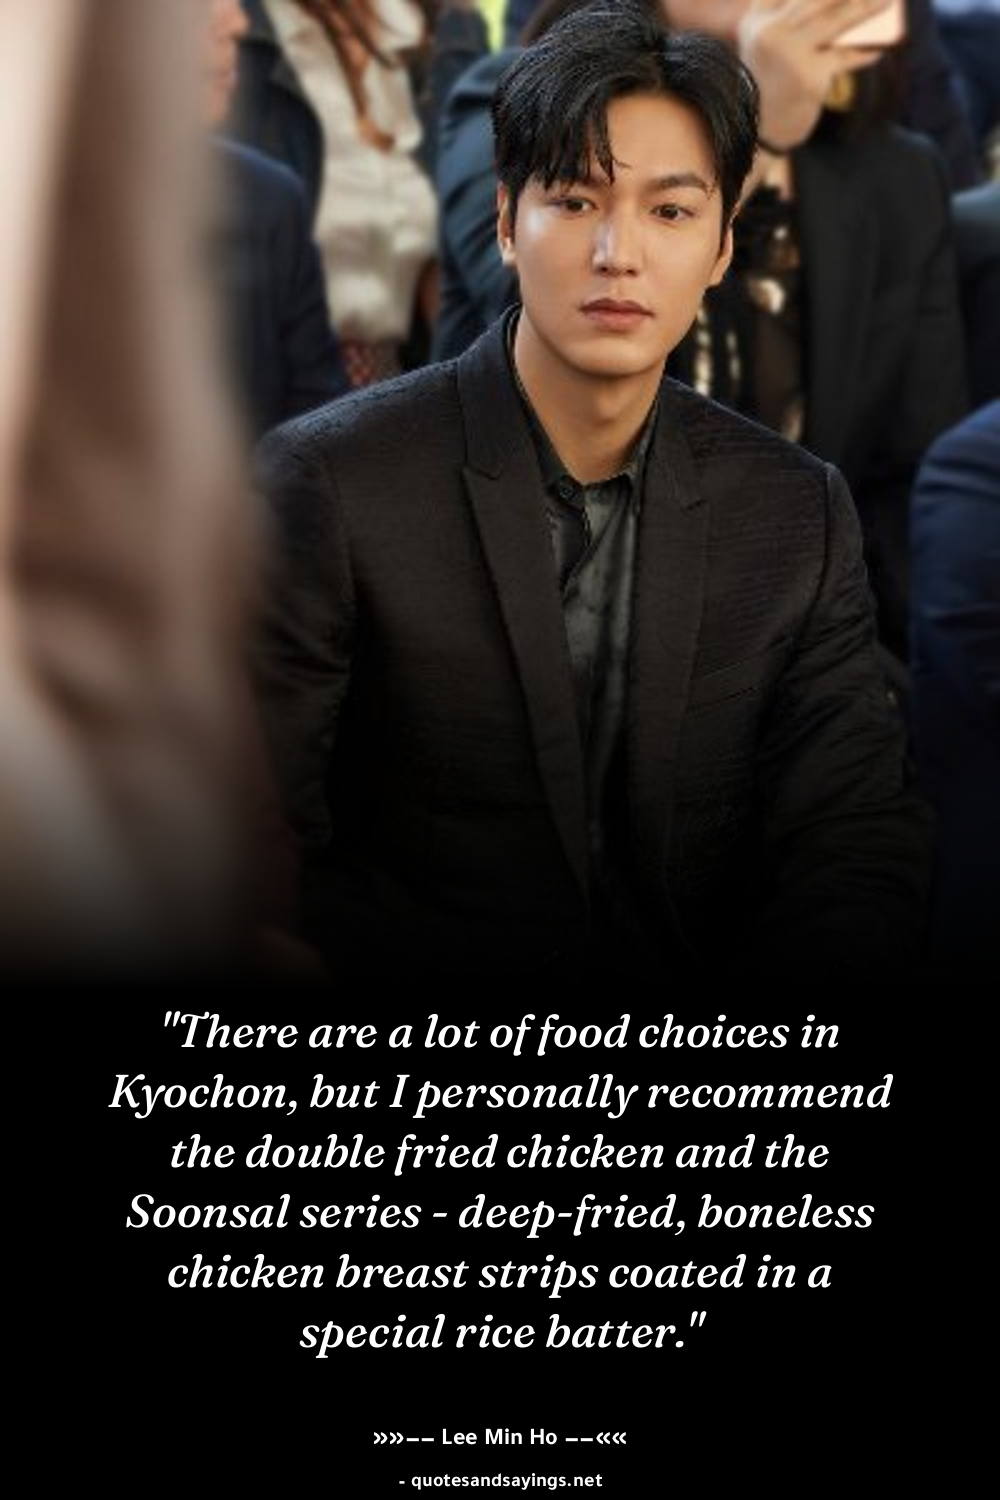 "There are a lot of food choices in
Kyochon, but I personally recommend
the double fried chicken and the
Soonsal series - deep-fried, boneless
chicken breast strips coated in a
special rice batter."
»»−− Lee Min Ho −−««
- quotesandsayings.net